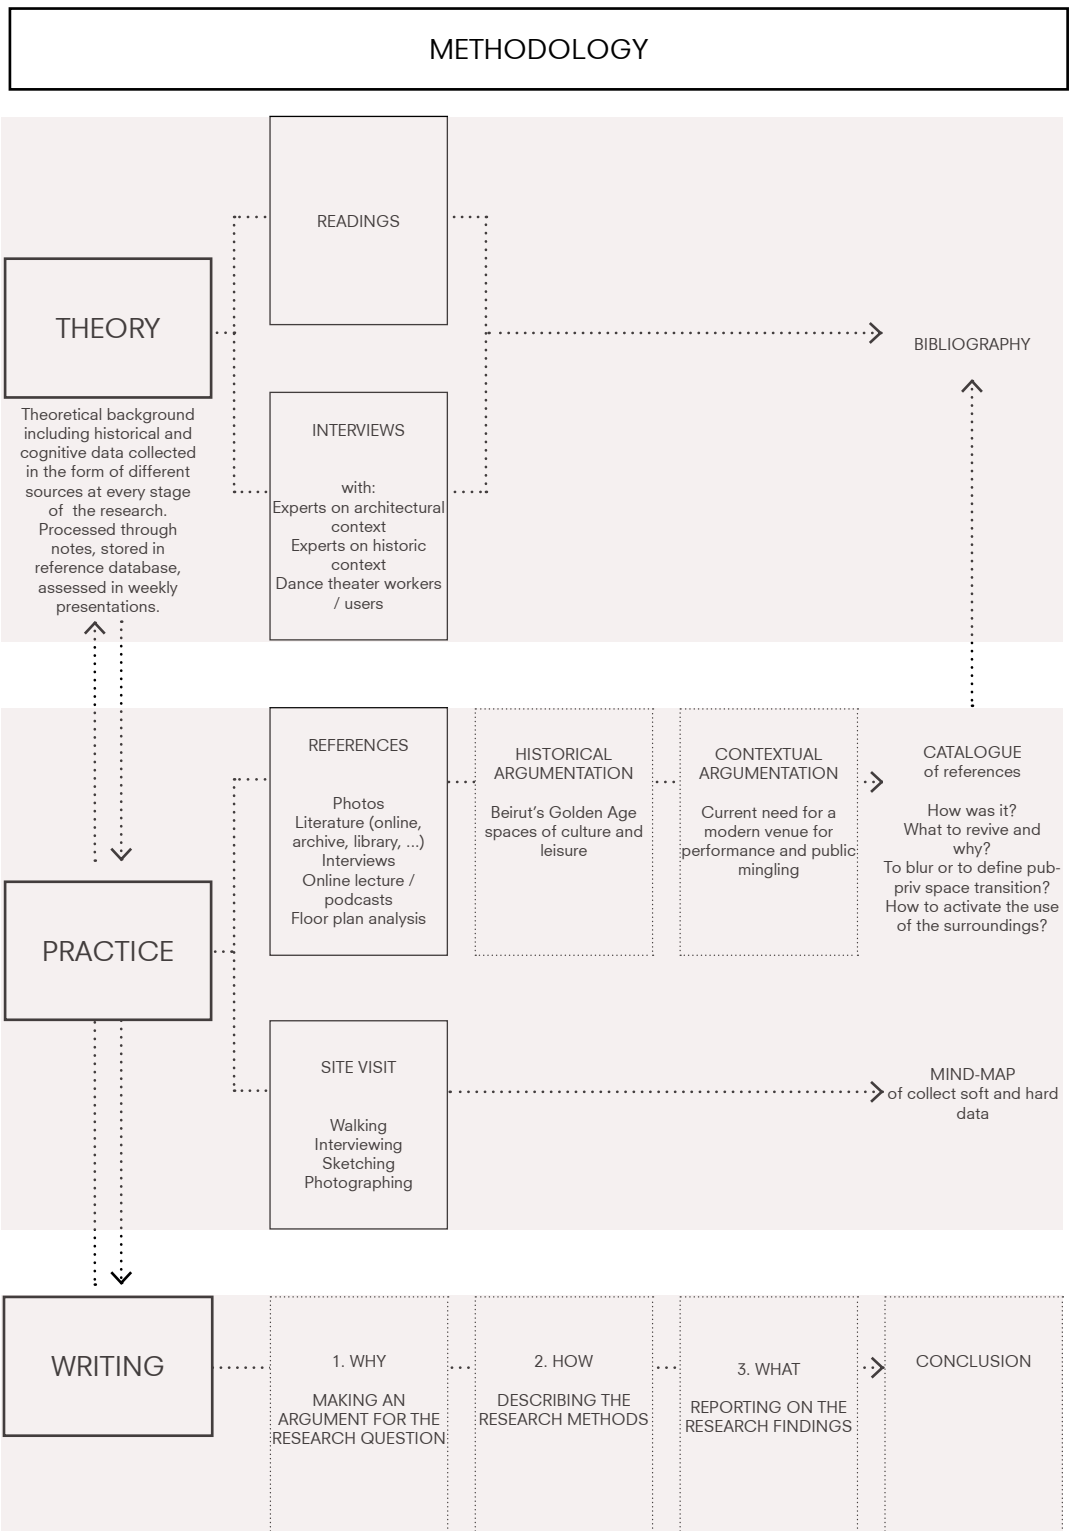 METHODOLOGY
READINGS
THEORY
BIBLIOGRAPHY
Theoretical background
including historical and
cognitive data collected
in the form of different
sources at every stage
of the research.
Processed through
notes, stored in
reference database,
assessed in weekly
presentations.
INTERVIEWS
with:
Experts on architectural
context
Experts on historic
context
Dance theater workers
/ users
PRACTICE
REFERENCES
Photos
Literature (online,
archive, library, ...)
Interviews
Online lecture /
podcasts
Floor plan analysis
HISTORICAL
ARGUMENTATION
Beirut's Golden Age
spaces of culture and
leisure
CONTEXTUAL
ARGUMENTATION
Current need for a
modern venue for
performance and public
mingling
CATALOGUE
of references
How was it?
What to revive and
why?
To blur or to define pub-
priv space transition?
How to activate the use
of the surroundings?
SITE VISIT
Walking
Interviewing
Sketching
Photographing
MIND-MAP
of collect soft and hard
data
WRITING
1. WHY
MAKING AN
ARGUMENT FOR THE
RESEARCH QUESTION
2. HOW
DESCRIBING THE
RESEARCH METHODS
3. WHAT
REPORTING ON THE
RESEARCH FINDINGS
CONCLUSION